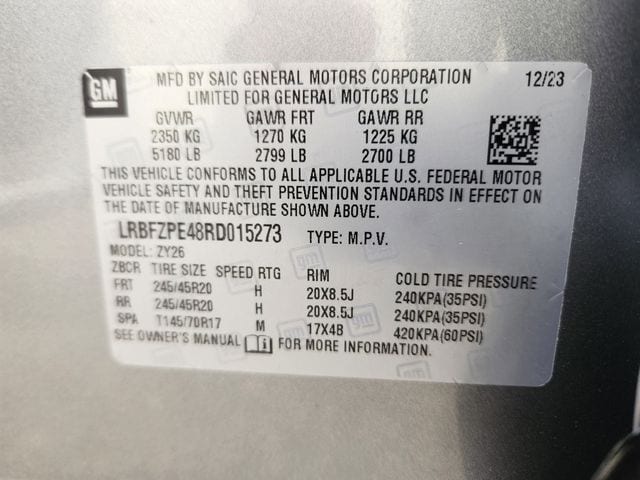 GM
MFD BY SAIC GENERAL MOTORS CORPORATION 12/23
LIMITED FOR GENERAL MOTORS LLC
GVWR GAWR FRT GAWR RR
2350 KG 1270 KG 1225 KG
5180 LB 2799 LB 2700 LB
THIS VEHICLE CONFORMS TO ALL APPLICABLE U.S. FEDERAL MOTOR
VEHICLE SAFETY AND THEFT PREVENTION STANDARDS IN EFFECT ON
THE DATE OF MANUFACTURE SHOWN ABOVE.
LRBFZPE48RD015273 TYPE: M.P.V.
MODEL: ZY26
ZBCR TIRE SIZE SPEED RTG RIM COLD TIRE PRESSURE
FRT 245/45R20 H 20X8.5J 240KPA(35PSI)
RR 245/45R20 H 20X8.5J 240KPA(35PSI)
SPA T145/70R17 M 17X4B 420KPA(60PSI)
SEE OWNER'S MANUAL FOR MORE INFORMATION.